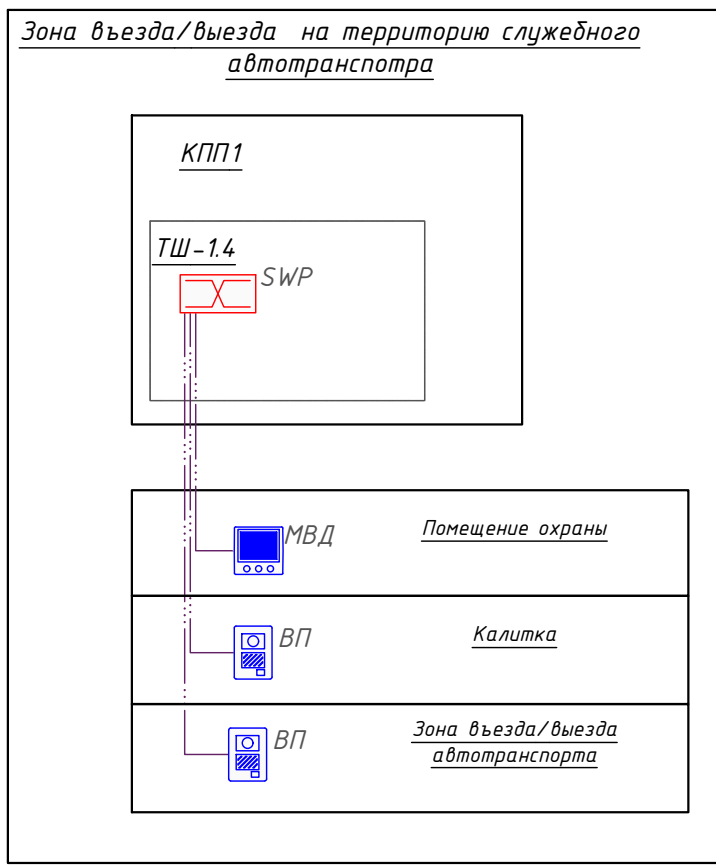 Зона въезда/выезда на территорию служебного
автотранспотра
КПП1
ТШ-1.4
SWP
МВД
Помещение охраны
ВП
Калитка
ВП
Зона въезда/выезда
автотранспорта